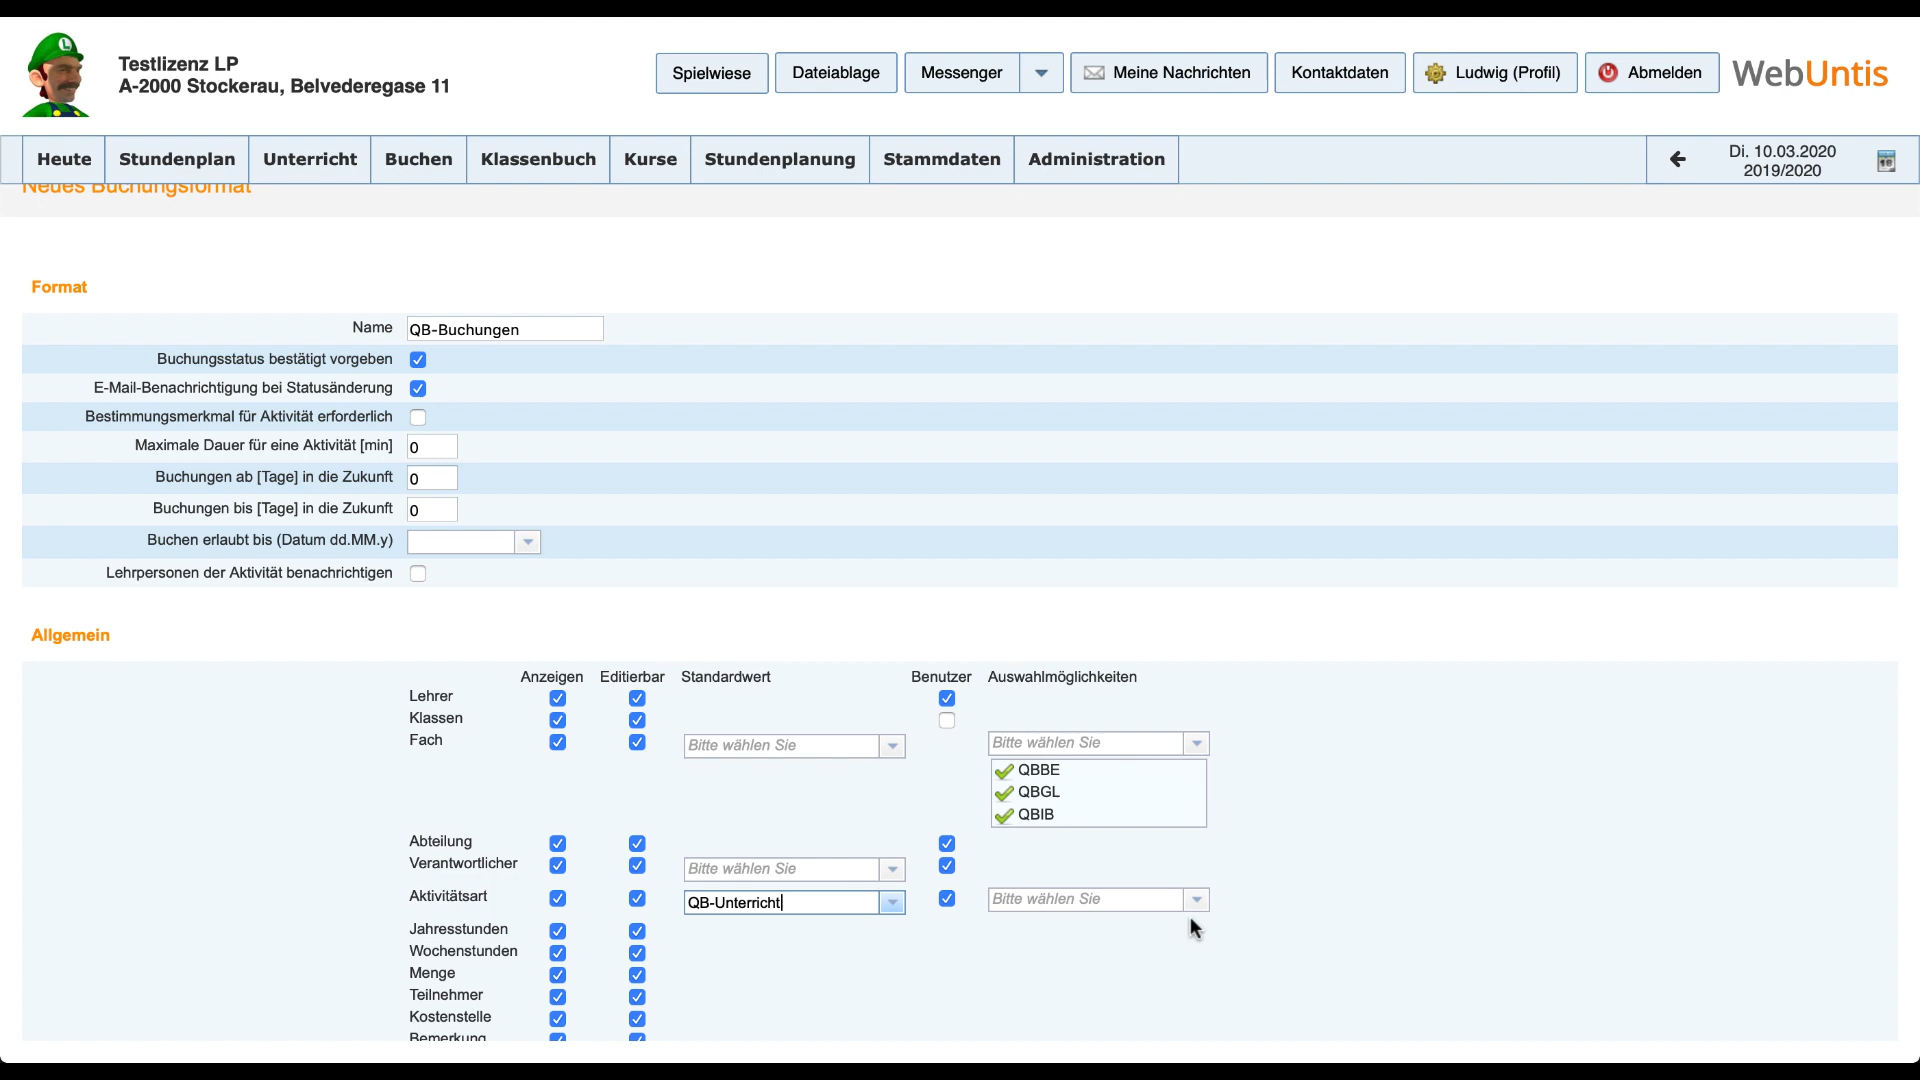 Testlizenz LP
A-2000 Stockerau, Belvederegase 11
Spielwiese
Dateiablage
Messenger
Meine Nachrichten
Kontaktdaten
Ludwig (Profil)
Abmelden
WebUntis
Heute
Stundenplan
Unterricht
Buchen
Klassenbuch
Kurse
Stundenplanung
Stammdaten
Administration
Di. 10.03.2020
2019/2020
Neues Buchungsformat
Format
Name QB-Buchungen
Buchungsstatus bestätigt vorgeben
E-Mail-Benachrichtigung bei Statusänderung
Bestimmungsmerkmal für Aktivität erforderlich
Maximale Dauer für eine Aktivität [min] 0
Buchungen ab [Tage] in die Zukunft 0
Buchungen bis [Tage] in die Zukunft 0
Buchen erlaubt bis (Datum dd.MM.y)
Lehrpersonen der Aktivität benachrichtigen
Allgemein
Anzeigen Editierbar Standardwert Benutzer Auswahlmöglichkeiten
Lehrer
Klassen
Fach Bitte wählen Sie Bitte wählen Sie
QBBE
QBGL
QBIB
Abteilung
Verantwortlicher Bitte wählen Sie
Aktivitätsart QB-Unterricht Bitte wählen Sie
Jahresstunden
Wochenstunden
Menge
Teilnehmer
Kostenstelle
Bemerkung